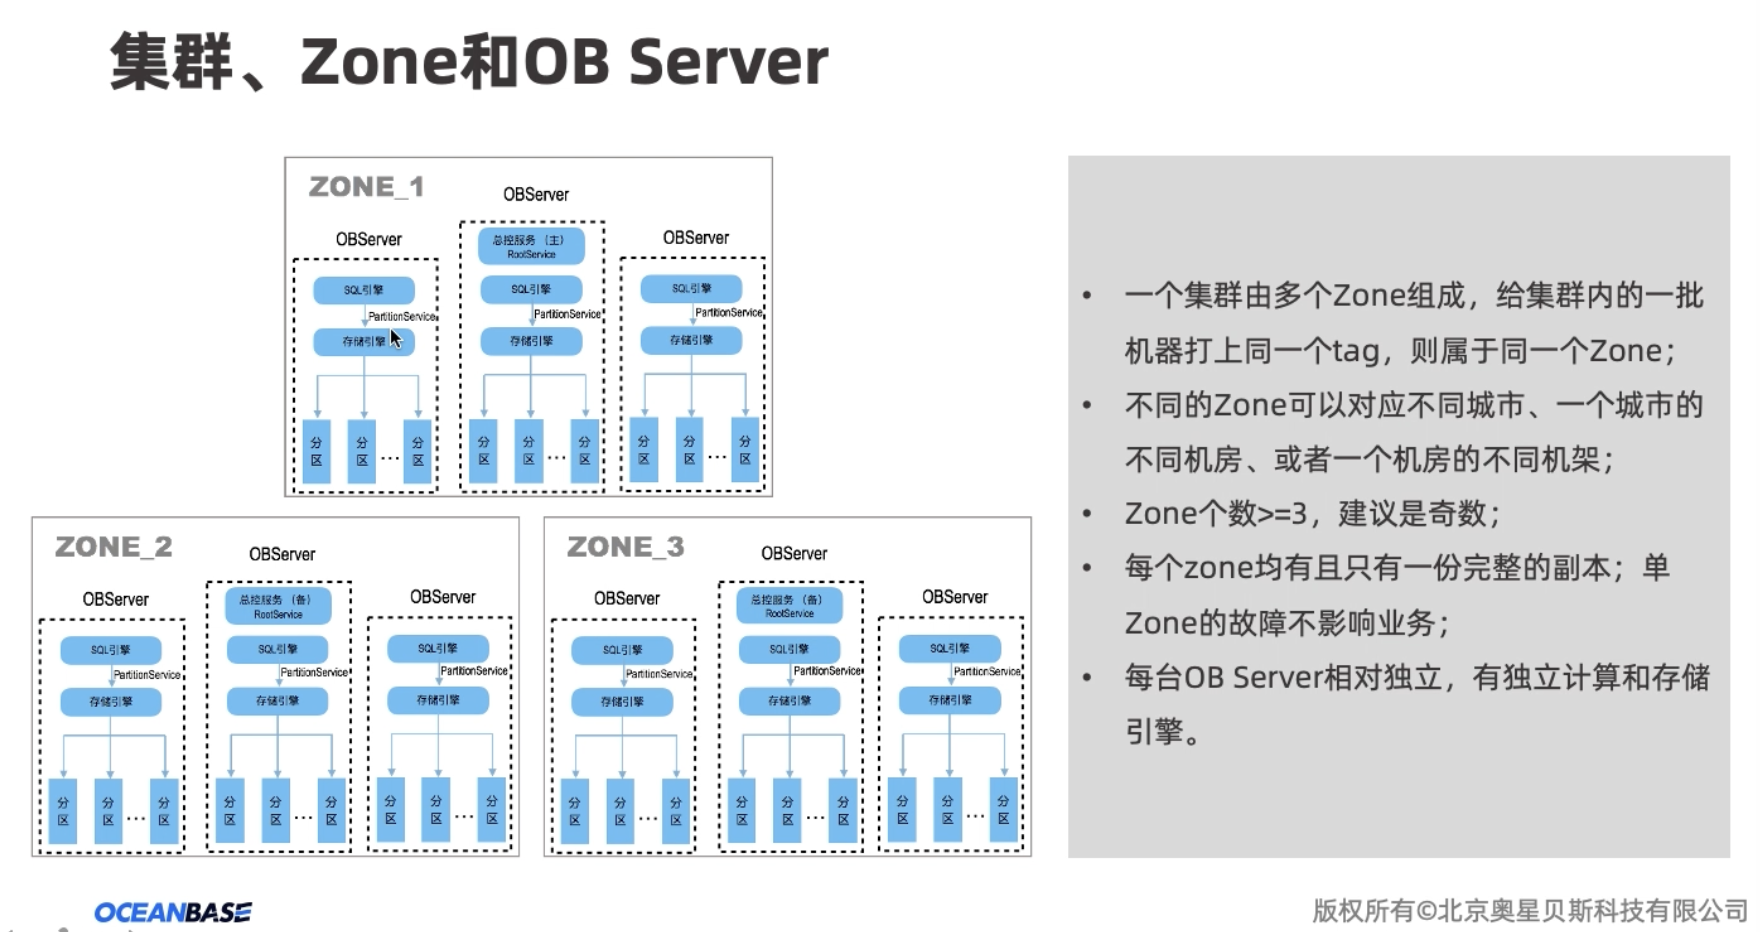 集群、Zone和OB Server
ZONE_1
OBServer
OBServer
OBServer
总控服务（主）
RootService
SQL引擎
SQL引擎
SQL引擎
PartitionService
PartitionService
PartitionService
存储引擎
存储引擎
存储引擎
分区
分区
...
分区
分区
分区
...
分区
分区
分区
...
分区
ZONE_2
OBServer
OBServer
OBServer
总控服务（备）
RootService
SQL引擎
SQL引擎
SQL引擎
PartitionService
PartitionService
PartitionService
存储引擎
存储引擎
存储引擎
分区
分区
...
分区
分区
分区
...
分区
分区
分区
...
分区
ZONE_3
OBServer
OBServer
OBServer
总控服务（备）
RootService
SQL引擎
SQL引擎
SQL引擎
PartitionService
PartitionService
PartitionService
存储引擎
存储引擎
存储引擎
分区
分区
...
分区
分区
分区
...
分区
分区
分区
...
分区
• 一个集群由多个Zone组成，给集群内的一批
机器打上同一个tag，则属于同一个Zone；
• 不同的Zone可以对应不同城市、一个城市的
不同机房、或者一个机房的不同机架；
• Zone个数>=3，建议是奇数；
• 每个zone均有且只有一份完整的副本；单
Zone的故障不影响业务；
• 每台OB Server相对独立，有独立计算和存储
引擎。
OCEANBASE
版权所有©北京奥星贝斯科技有限公司